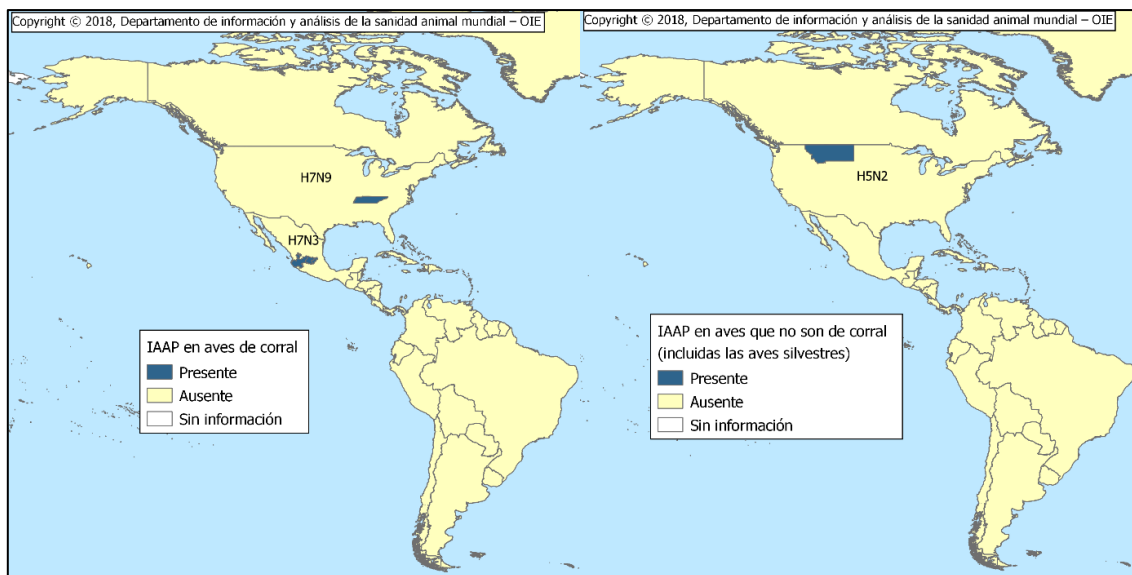 Copyright © 2018, Departamento de información y análisis de la sanidad animal mundial – OIE
H7N9
H7N3
IAAP en aves de corral
Presente
Ausente
Sin información
Copyright © 2018, Departamento de información y análisis de la sanidad animal mundial – OIE
H5N2
IAAP en aves que no son de corral
(incluidas las aves silvestres)
Presente
Ausente
Sin información